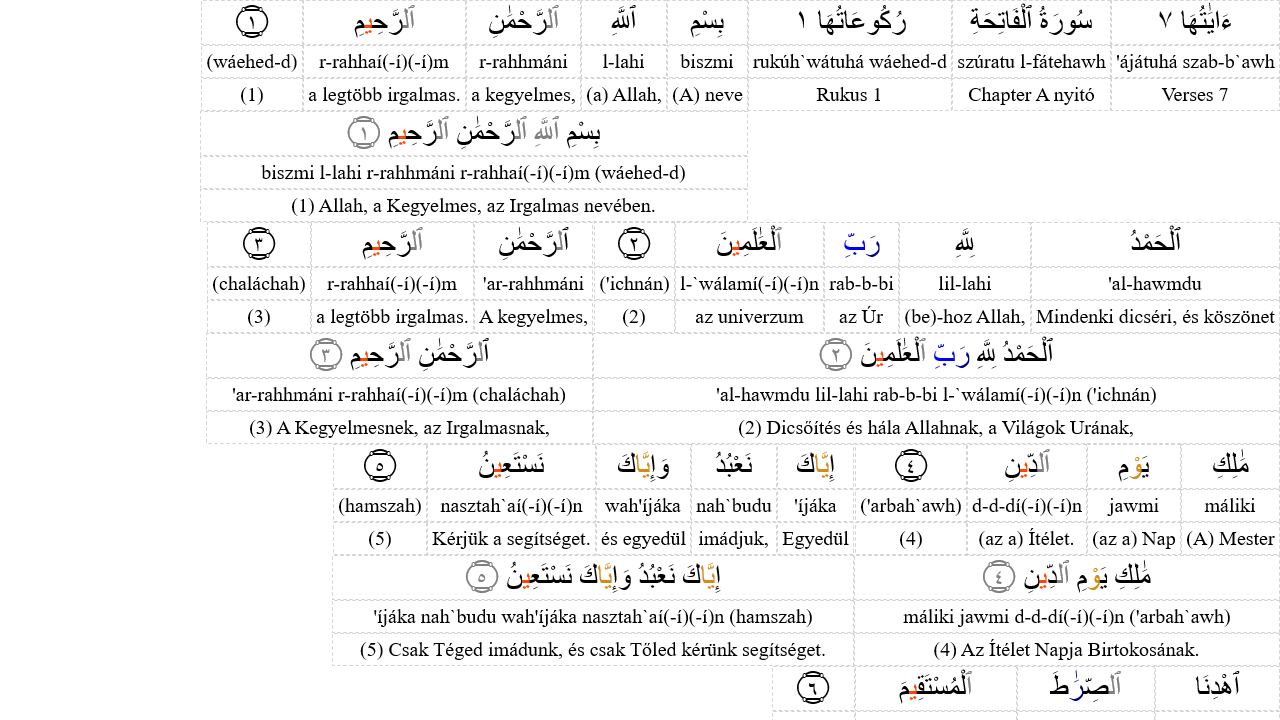 ءَايَٰتُهَا ٧ سُورَةُ ٱلْفَاتِحَةِ رُكُوعَاتُهَا ١ بِسْمِ ٱللَّهِ ٱلرَّحْمَٰنِ ٱلرَّحِيمِ ١
'ájátuhá szab-b`awh szúratu l-fátehawh rukúh`wátuhá wáehed-d biszmi l-lahi r-rahhmáni r-rahhaí(-í)(-í)m (wáehed-d)
Verses 7 Chapter A nyitó Rukus 1 (A) neve (a) Allah, a kegyelmes, a legtöbb irgalmas. (1)
بِسْمِ ٱللَّهِ ٱلرَّحْمَٰنِ ٱلرَّحِيمِ ١
biszmi l-lahi r-rahhmáni r-rahhaí(-í)(-í)m (wáehed-d)
(1) Allah, a Kegyelmes, az Irgalmas nevében.
ٱلْحَمْدُ لِلَّهِ رَبِّ ٱلْعَٰلَمِينَ ٢ ٱلرَّحْمَٰنِ ٱلرَّحِيمِ ٣
'al-hawmdu lil-lahi rab-b-bi l-`wálamí(-í)(-í)n ('ichnán) 'ar-rahhmáni r-rahhaí(-í)(-í)m (chaláchah)
Mindenki dicséri, és köszönet (be)-hoz Allah, az Úr az univerzum (2) A kegyelmes, a legtöbb irgalmas. (3)
ٱلْحَمْدُ لِلَّهِ رَبِّ ٱلْعَٰلَمِينَ ٢ ٱلرَّحْمَٰنِ ٱلرَّحِيمِ ٣
'al-hawmdu lil-lahi rab-b-bi l-`wálamí(-í)(-í)n ('ichnán) 'ar-rahhmáni r-rahhaí(-í)(-í)m (chaláchah)
(2) Dicsőítés és hála Allahnak, a Világok Urának, (3) A Kegyelmesnek, az Irgalmasnak,
مَٰلِكِ يَوْمِ ٱلدِّينِ ٤ إِيَّاكَ نَعْبُدُ وَإِيَّاكَ نَسْتَعِينُ ٥
máliki jawmi d-d-dí(-í)(-í)n ('arbah`awh) 'íjáka nah`budu wah'íjáka nasztah`aí(-í)(-í)n (hamszah)
(A) Mester (az a) Nap (az a) Ítélet. (4) Egyedül imádjuk, és egyedül Kérjük a segítséget. (5)
مَٰلِكِ يَوْمِ ٱلدِّينِ ٤ إِيَّاكَ نَعْبُدُ وَإِيَّاكَ نَسْتَعِينُ ٥
máliki jawmi d-d-dí(-í)(-í)n ('arbah`awh) 'íjáka nah`budu wah'íjáka nasztah`aí(-í)(-í)n (hamszah)
(4) Az Ítélet Napja Birtokosának. (5) Csak Téged imádunk, és csak Tőled kérünk segítséget.
ٱهْدِنَا ٱلصِّرَٰطَ ٱلْمُسْتَقِيمَ ٦